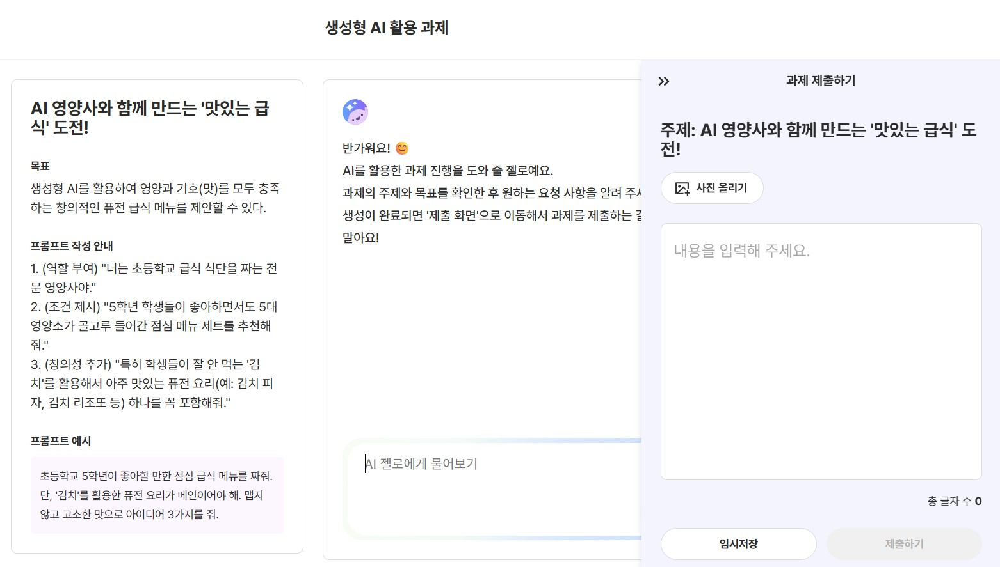 생성형 AI 활용 과제
AI 영양사와 함께 만드는 '맛있는 급
식' 도전!
목표
생성형 AI를 활용하여 영양과 기호(맛)를 모두 충족
하는 창의적인 퓨전 급식 메뉴를 제안할 수 있다.
프롬프트 작성 안내
1. (역할 부여) "너는 초등학교 급식 식단을 짜는 전
문 영양사야."
2. (조건 제시) "5학년 학생들이 좋아하면서도 5대
영양소가 골고루 들어간 점심 메뉴 세트를 추천해
줘."
3. (창의성 추가) "특히 학생들이 잘 안 먹는 '김
치'를 활용해서 아주 맛있는 퓨전 요리(예: 김치 피
자, 김치 리조또 등) 하나를 꼭 포함해줘."
프롬프트 예시
초등학교 5학년이 좋아할 만한 점심 급식 메뉴를 짜줘.
단, '김치'를 활용한 퓨전 요리가 메인이어야 해. 맵지
않고 고소한 맛으로 아이디어 3가지를 줘.
반가워요! 😊
AI를 활용한 과제 진행을 도와 줄 젤로예요.
과제의 주제와 목표를 확인한 후 원하는 요청 사항을 알려
생성이 완료되면 '제출 화면'으로 이동해서 과제를 제출하는
말아요!
AI 젤로에게 물어보기
과제 제출하기
주제: AI 영양사와 함께 만드는 '맛있는 급식' 도
전!
사진 올리기
내용을 입력해 주세요.
총 글자 수 0
임시저장
제출하기